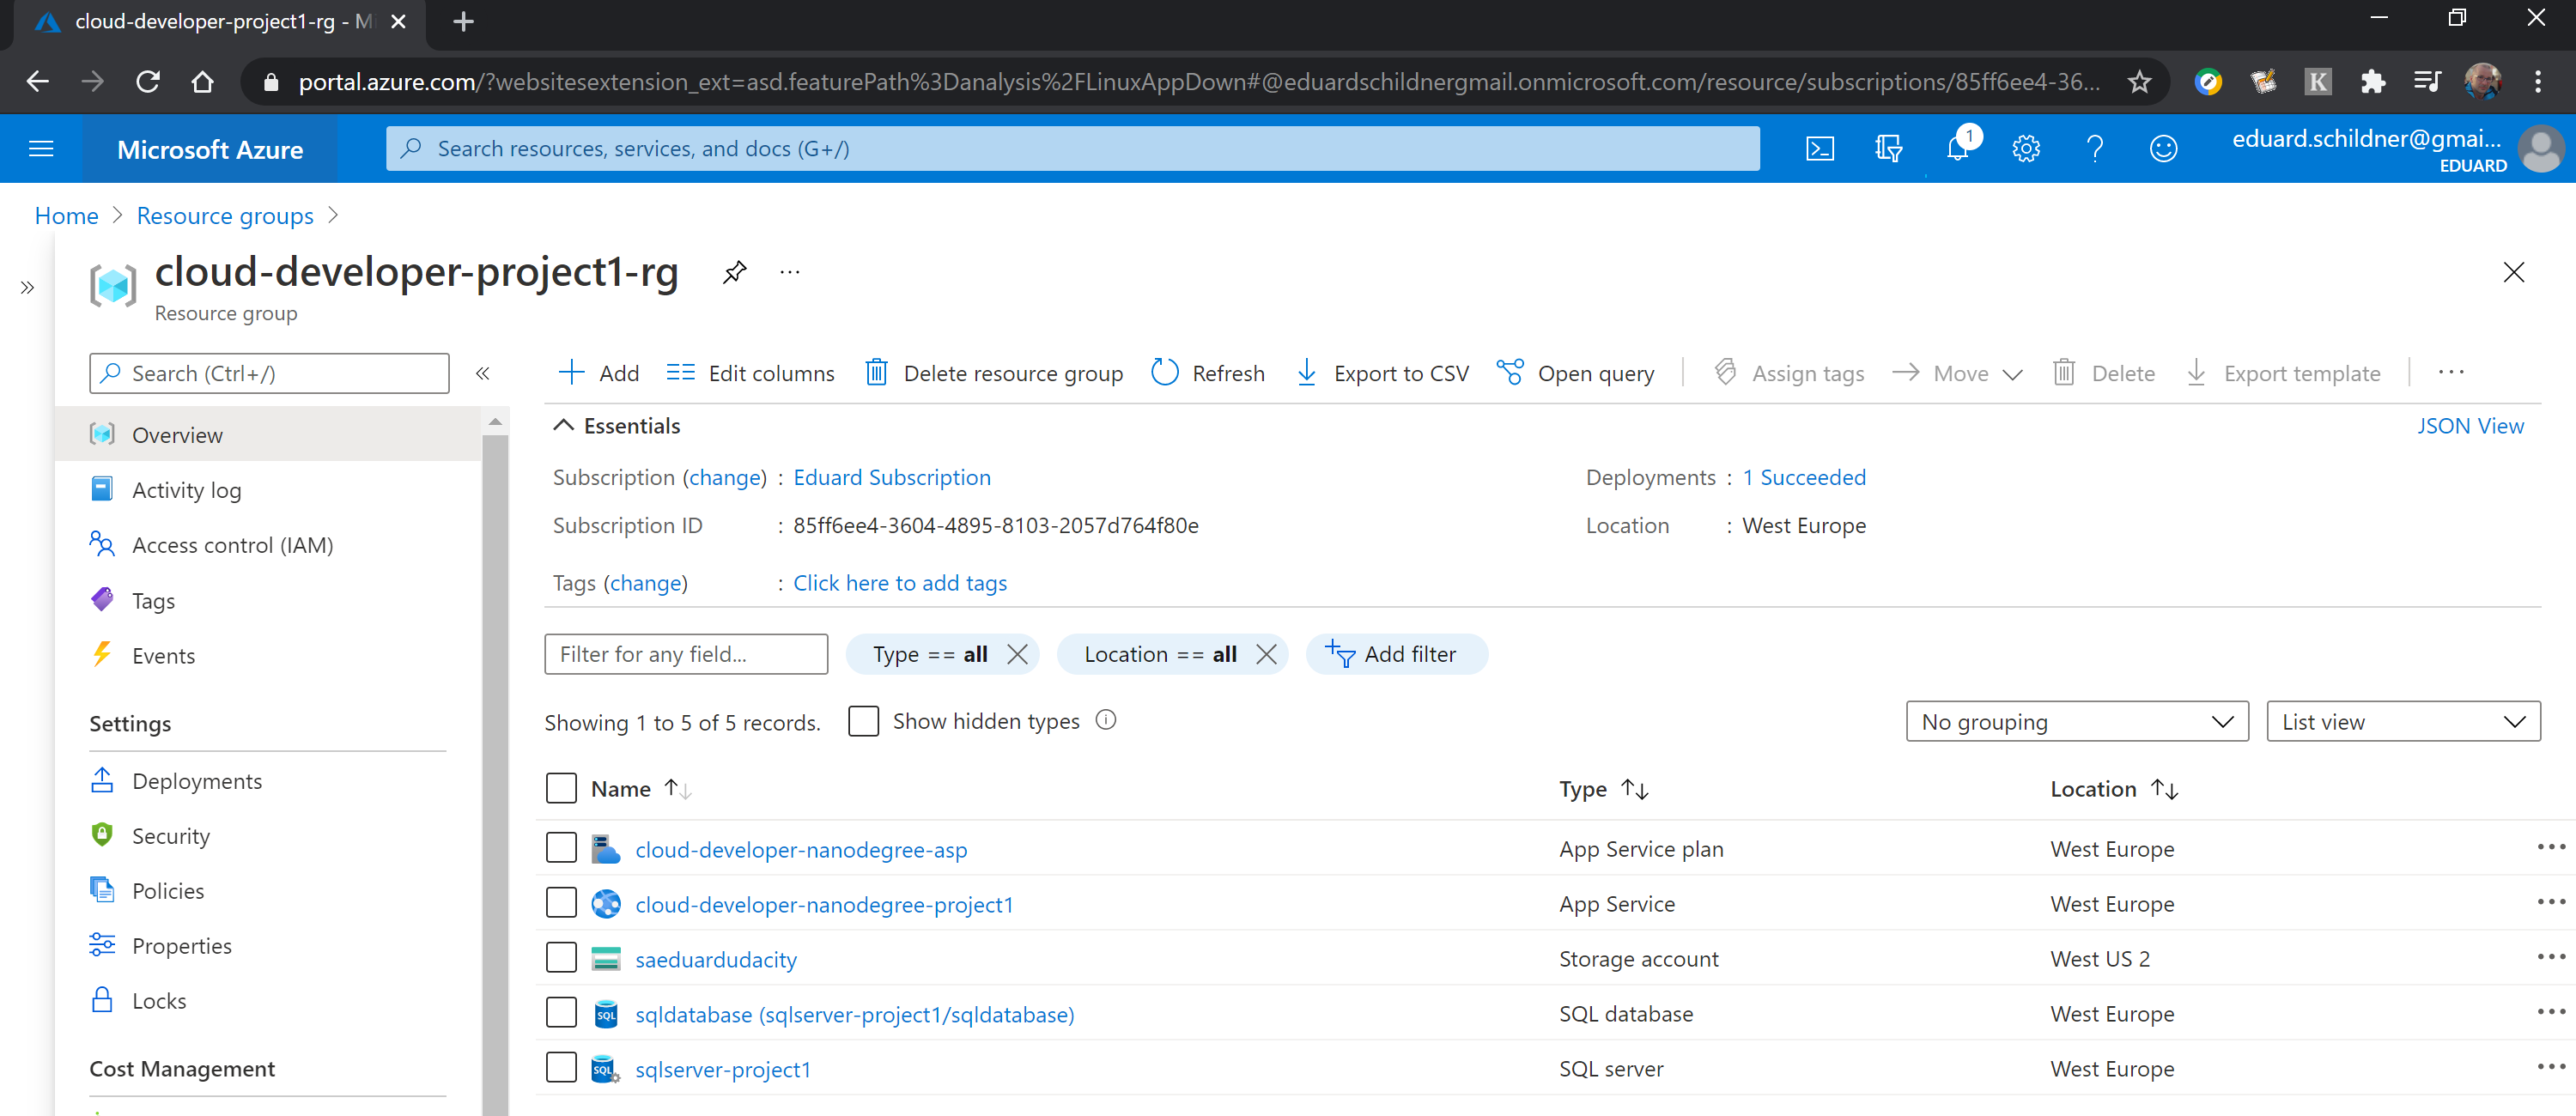 cloud-developer-project1-rg - M
portal.azure.com/?websitesextension_ext=asd.featurePath%3Danalysis%2FLinuxAppDown#@eduardschildnergmail.onmicrosoft.com/resource/subscriptions/85ff6ee4-36...
K
Microsoft Azure
Search resources, services, and docs (G+/)
1
eduard.schildner@gmai...
EDUARD
Home > Resource groups >
cloud-developer-project1-rg
...
Resource group
Search (Ctrl+/)
Overview
Activity log
Access control (IAM)
Tags
Events
Settings
Deployments
Security
Policies
Properties
Locks
Cost Management
Add Edit columns Delete resource group Refresh Export to CSV Open query Assign tags Move Delete Export template ...
Essentials
JSON View
Subscription (change) : Eduard Subscription
Deployments : 1 Succeeded
Subscription ID : 85ff6ee4-3604-4895-8103-2057d764f80e
Location : West Europe
Tags (change) : Click here to add tags
Filter for any field... Type == all Location == all Add filter
Showing 1 to 5 of 5 records. Show hidden types
No grouping List view
Name Type Location
cloud-developer-nanodegree-asp App Service plan West Europe ...
cloud-developer-nanodegree-project1 App Service West Europe ...
saeduardudacity Storage account West US 2 ...
SQL sqldatabase (sqlserver-project1/sqldatabase) SQL database West Europe ...
SQL sqlserver-project1 SQL server West Europe ...